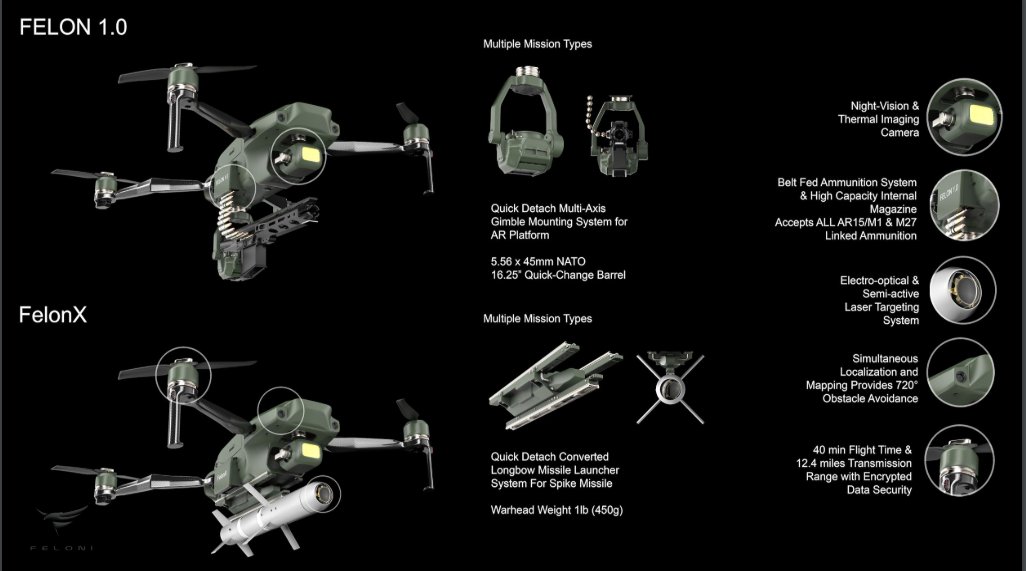 FELON 1.0
Multiple Mission Types
Quick Detach Multi-Axis
Gimble Mounting System for
AR Platform
5.56 x 45mm NATO
16.25" Quick-Change Barrel
Night-Vision &
Thermal Imaging
Camera
Belt Fed Ammunition System
& High Capacity Internal
Magazine
Accepts ALL AR15/M1 & M27
Linked Ammunition
FELON 1.0
Electro-optical &
Semi-active
Laser Targeting
System
FelonX
Multiple Mission Types
Quick Detach Converted
Longbow Missile Launcher
System For Spike Missile
Warhead Weight 1lb (450g)
Simultaneous
Localization and
Mapping Provides 720°
Obstacle Avoidance
40 min Flight Time &
12.4 miles Transmission
Range with Encrypted
Data Security
FELONI